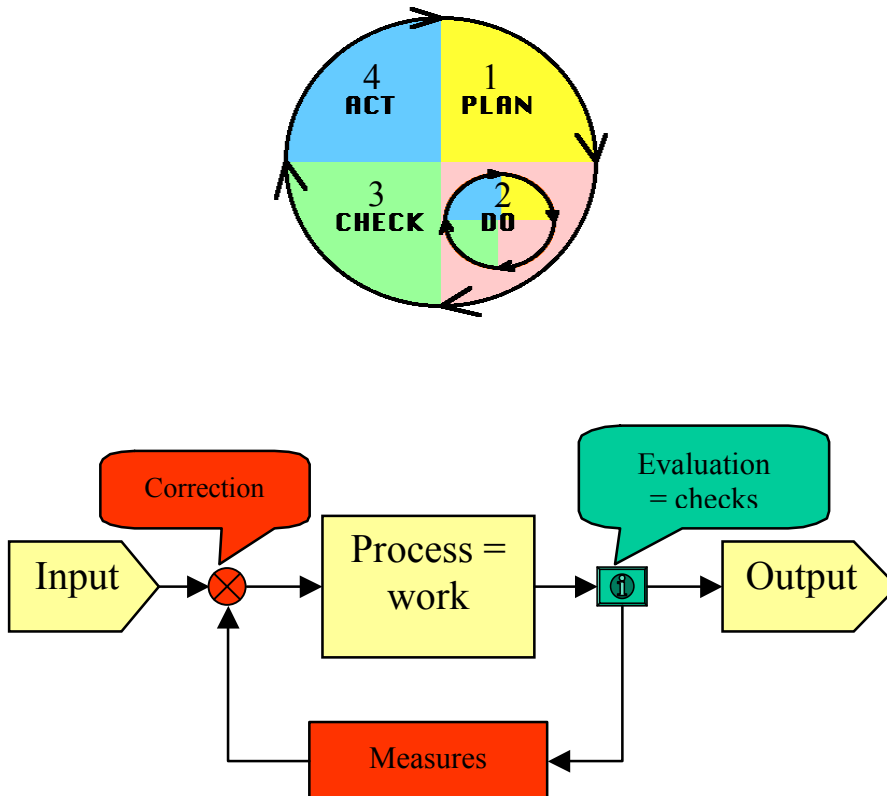 4
ACT
1
PLAN
3
CHECK
2
DO
Correction
Evaluation
= checks
Input
Process =
work
i
Output
Measures